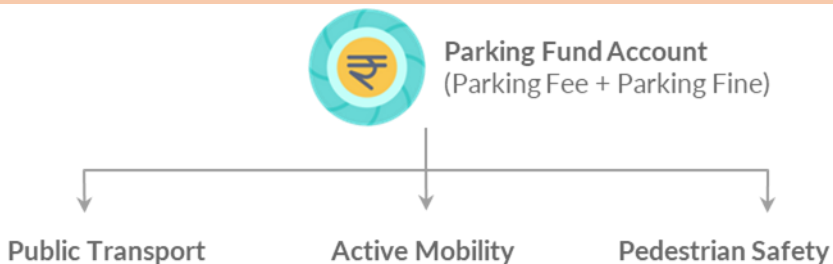 ₹
Parking Fund Account
(Parking Fee + Parking Fine)
Public Transport
Active Mobility
Pedestrian Safety